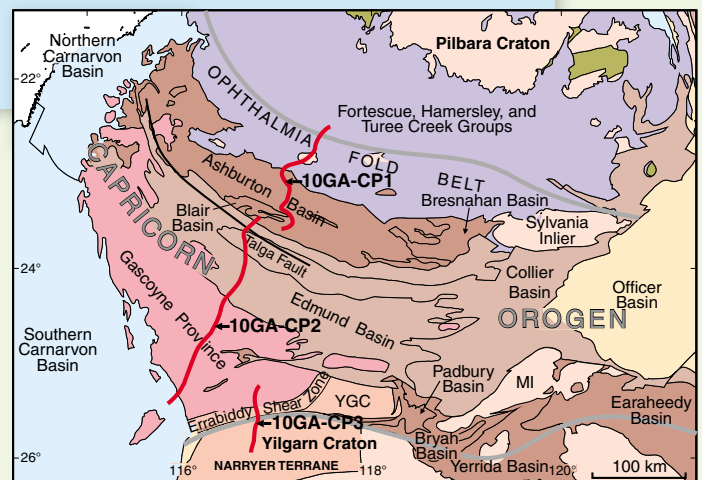 Northern
Carnarvon
Basin
Pilbara Craton
22°
OPHTHALMIA
FOLD
BELT
Fortescue, Hamersley, and
Turee Creek Groups
Ashburton
Basin
10GA-CP1
CAPRICORN
OROGEN
Bresnahan Basin
Blair
Basin
Sylvania
Inlier
Talga Fault
24°
Collier
Basin
Officer
Basin
Gascoyne Province
Edmund Basin
10GA-CP2
Southern
Carnarvon
Basin
Padbury
Basin
MI
YGC
Errabiddy Shear Zone
Earaheedy
Basin
10GA-CP3
Yilgarn Craton
Bryah
Basin
26°
116°
NARRYER TERRANE
118°
Yerrida Basin
120°
100 km